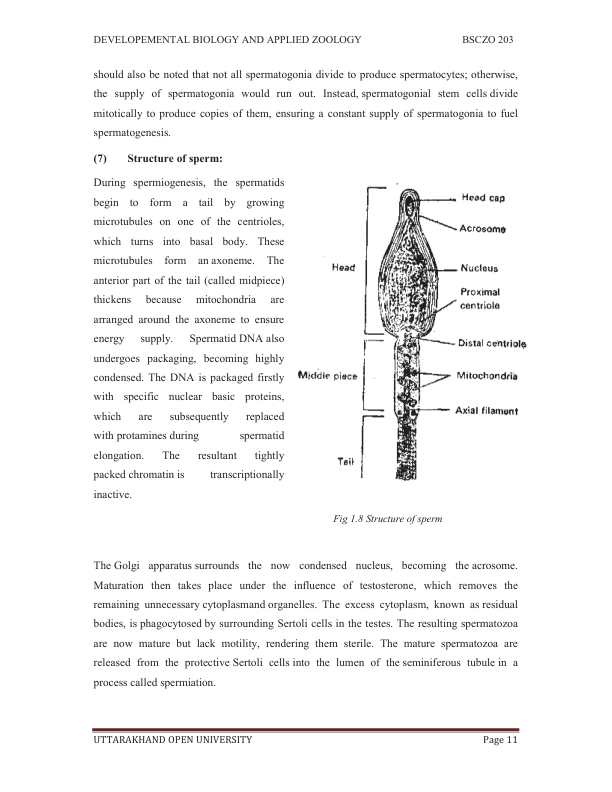 DEVELOPEMENTAL BIOLOGY AND APPLIED ZOOLOGY BSCZO 203
should also be noted that not all spermatogonia divide to produce spermatocytes; otherwise,
the supply of spermatogonia would run out. Instead, spermatogonial stem cells divide
mitotically to produce copies of them, ensuring a constant supply of spermatogonia to fuel
spermatogenesis.
(7) Structure of sperm:
During spermiogenesis, the spermatids
begin to form a tail by growing
microtubules on one of the centrioles,
which turns into basal body. These
microtubules form an axoneme. The
anterior part of the tail (called midpiece)
thickens because mitochondria are
arranged around the axoneme to ensure
energy supply. Spermatid DNA also
undergoes packaging, becoming highly
condensed. The DNA is packaged firstly
with specific nuclear basic proteins,
which are subsequently replaced
with protamines during spermatid
elongation. The resultant tightly
packed chromatin is transcriptionally
inactive.
Head cap
Acrosome
Head
Nucleus
Proximal
centriole
Distal centriole
Middle piece
Mitochondria
Axial filament
Tail
Fig 1.8 Structure of sperm
The Golgi apparatus surrounds the now condensed nucleus, becoming the acrosome.
Maturation then takes place under the influence of testosterone, which removes the
remaining unnecessary cytoplasmand organelles. The excess cytoplasm, known as residual
bodies, is phagocytosed by surrounding Sertoli cells in the testes. The resulting spermatozoa
are now mature but lack motility, rendering them sterile. The mature spermatozoa are
released from the protective Sertoli cells into the lumen of the seminiferous tubule in a
process called spermiation.
UTTARAKHAND OPEN UNIVERSITY Page 11